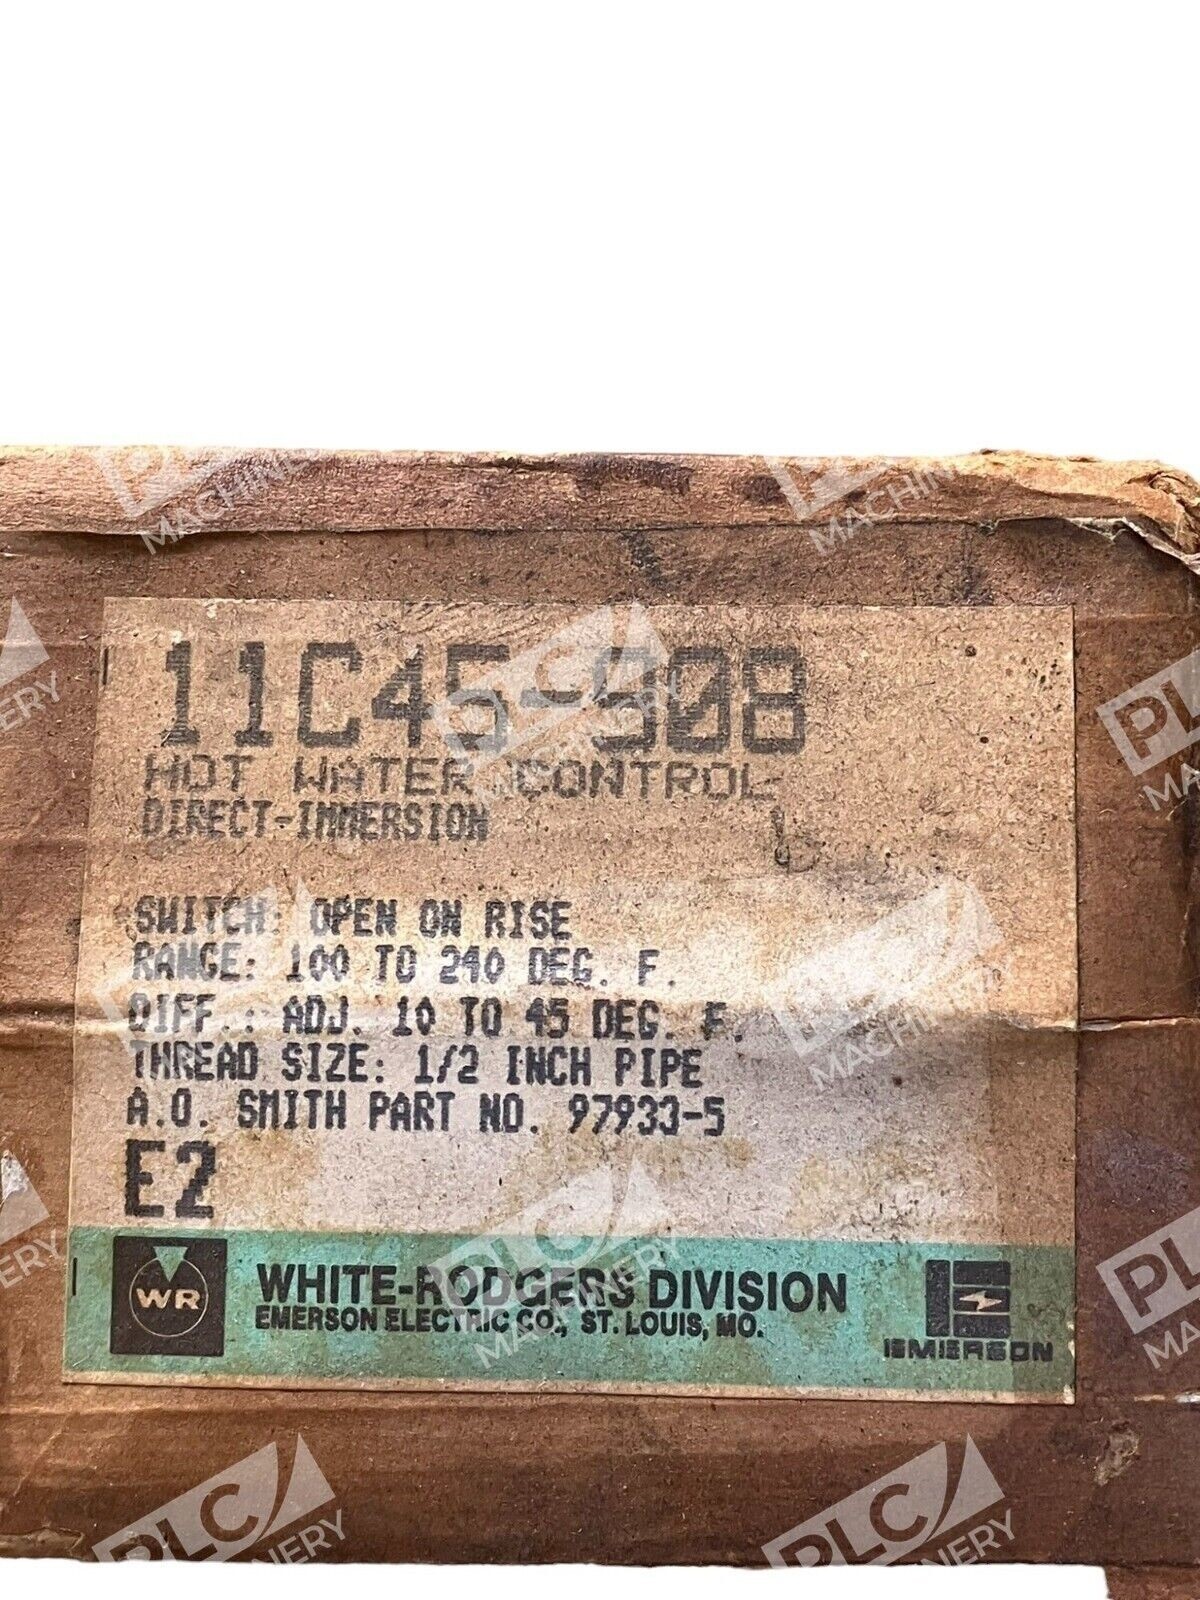 11C45-908
HOT WATER CONTROL
DIRECT-IMMERSION
SWITCH: OPEN ON RISE
RANGE: 100 TO 240 DEG. F.
DIFF.: ADJ. 10 TO 45 DEG. F.
THREAD SIZE: 1/2 INCH PIPE
A.O. SMITH PART NO. 97933-5
E2
WR
WHITE-RODGERS DIVISION
EMERSON ELECTRIC CO., ST. LOUIS, MO.
EMERSON
PLC MACHINERY